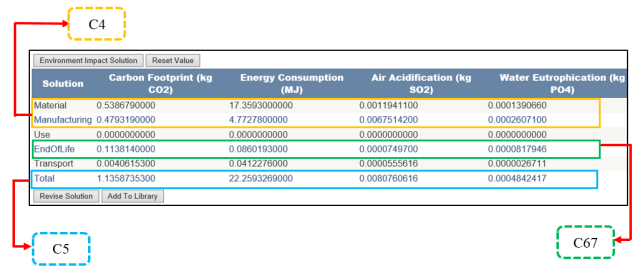 C4
Environment Impact Solution Reset Value
Solution Carbon Footprint (kg CO2) Energy Consumption (MJ) Air Acidification (kg SO2) Water Eutrophication (kg PO4)
Material 0.5386790000 17.3593000000 0.0011941100 0.0001390660
Manufacturing 0.4793190000 4.7727800000 0.0067514200 0.0002607100
Use 0.0000000000 0.0000000000 0.0000000000 0.0000000000
EndOfLife 0.1138140000 0.0860193000 0.0000749700 0.0000817946
Transport 0.0040615300 0.0412276000 0.0000555616 0.0000026711
Total 1.1358735300 22.2593269000 0.0080760616 0.0004842417
Revise Solution Add To Library
C5
C67